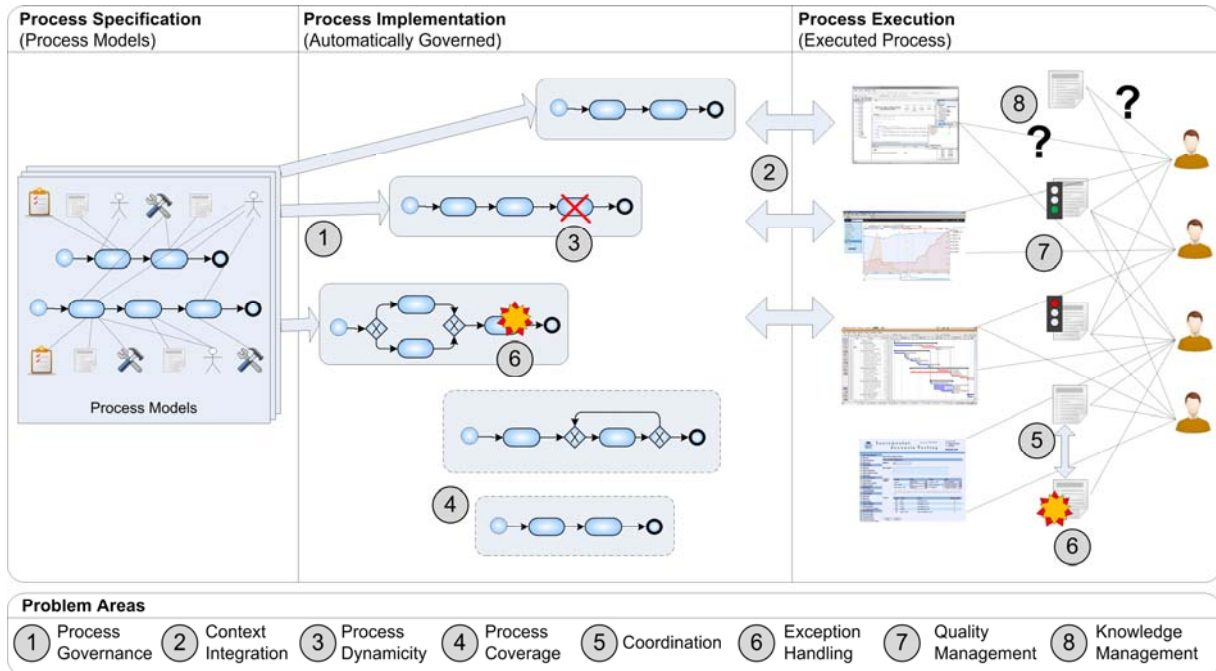 Process Specification
(Process Models)
Process Implementation
(Automatically Governed)
Process Execution
(Executed Process)
8
?
?
2
1
3
7
6
Process Models
5
4
6
Problem Areas
1 Process
Governance
2 Context
Integration
3 Process
Dynamicity
4 Process
Coverage
5 Coordination
6 Exception
Handling
7 Quality
Management
8 Knowledge
Management